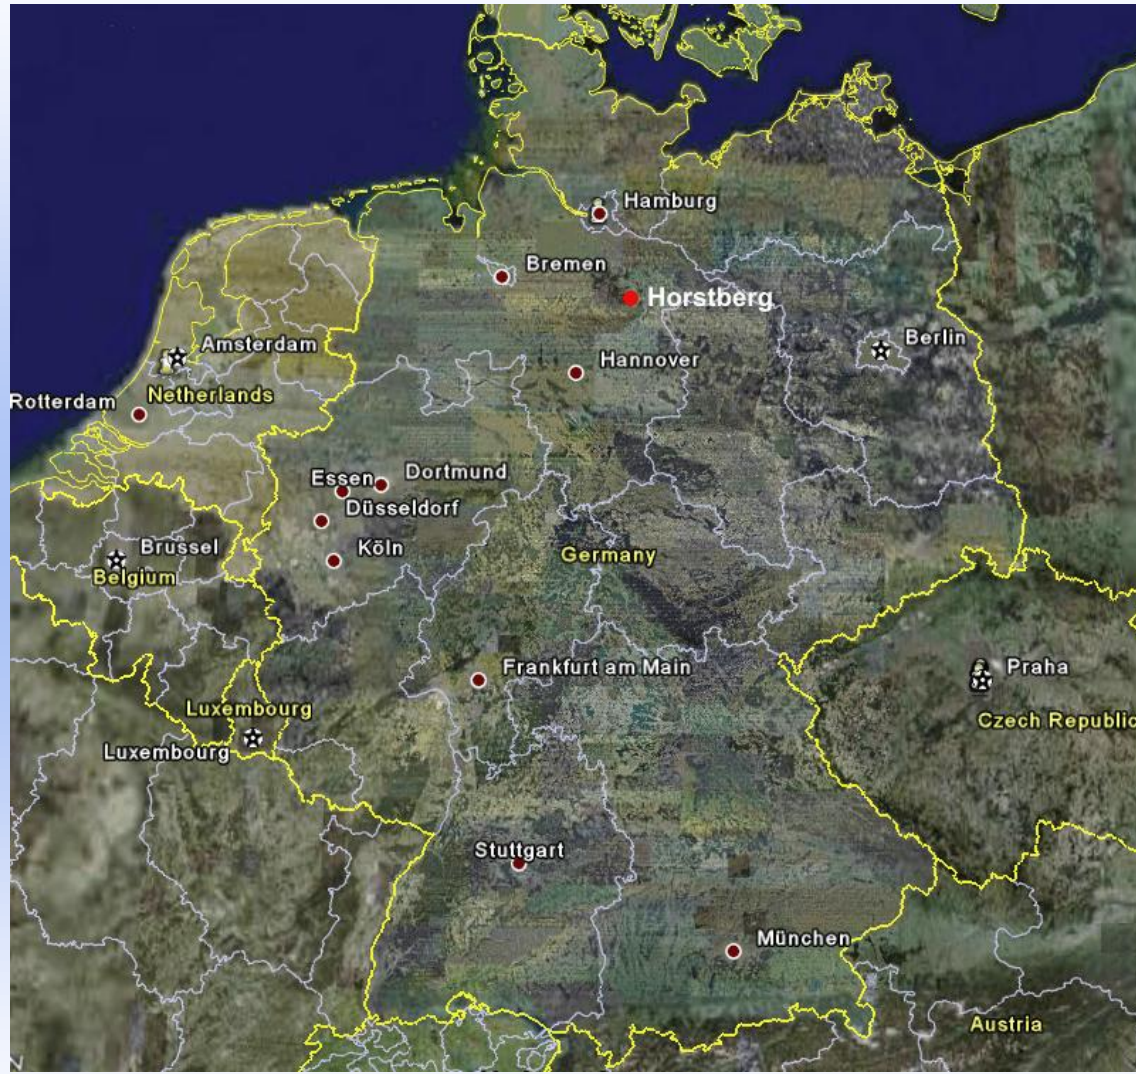 Hamburg
Bremen
Horstberg
Berlin
Amsterdam
Hannover
Netherlands
Rotterdam
Essen
Dortmund
Düsseldorf
Brussel
Köln
Germany
Belgium
Frankfurt am Main
Praha
Luxembourg
Czech Republic
Luxembourg
Stuttgart
München
Austria